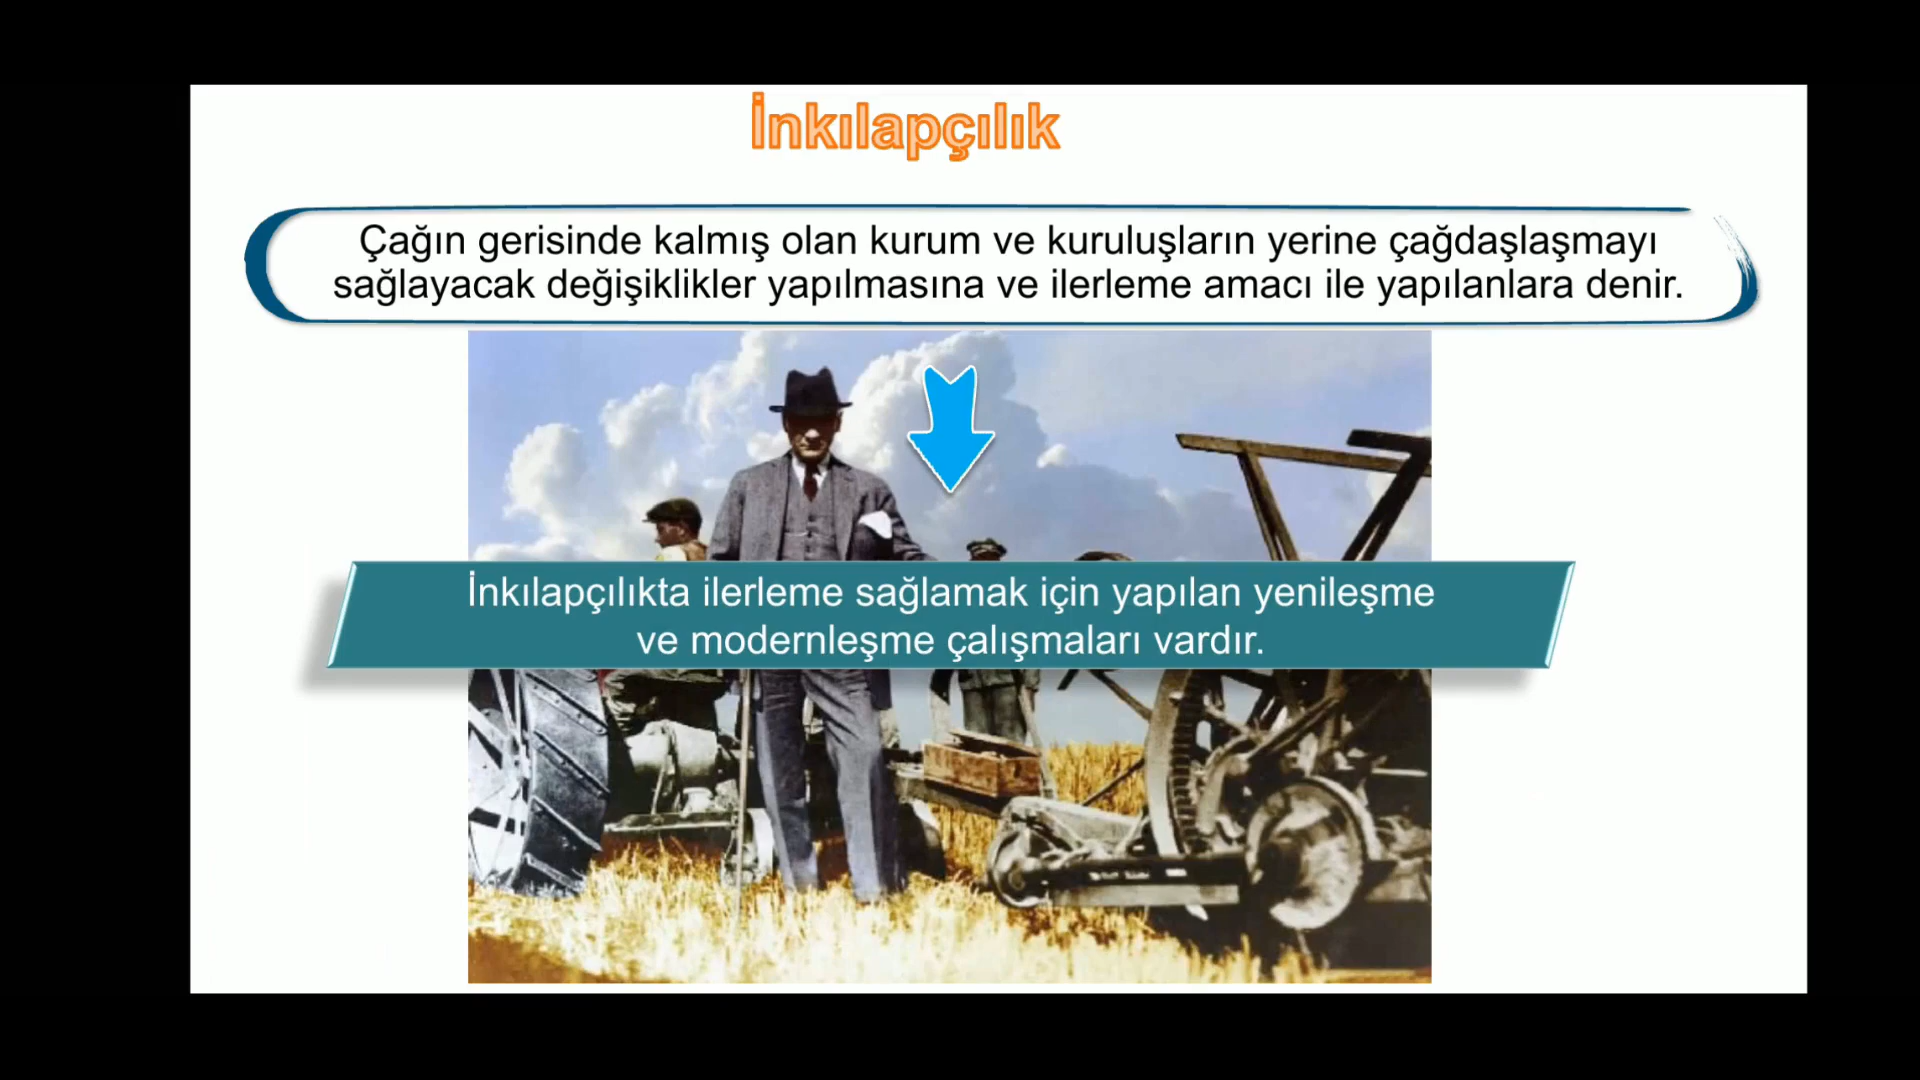 İnkılapçılık
Çağın gerisinde kalmış olan kurum ve kuruluşların yerine çağdaşlaşmayı
sağlayacak değişiklikler yapılmasına ve ilerleme amacı ile yapılanlara denir.
İnkılapçılıkta ilerleme sağlamak için yapılan yenileşme
ve modernleşme çalışmaları vardır.